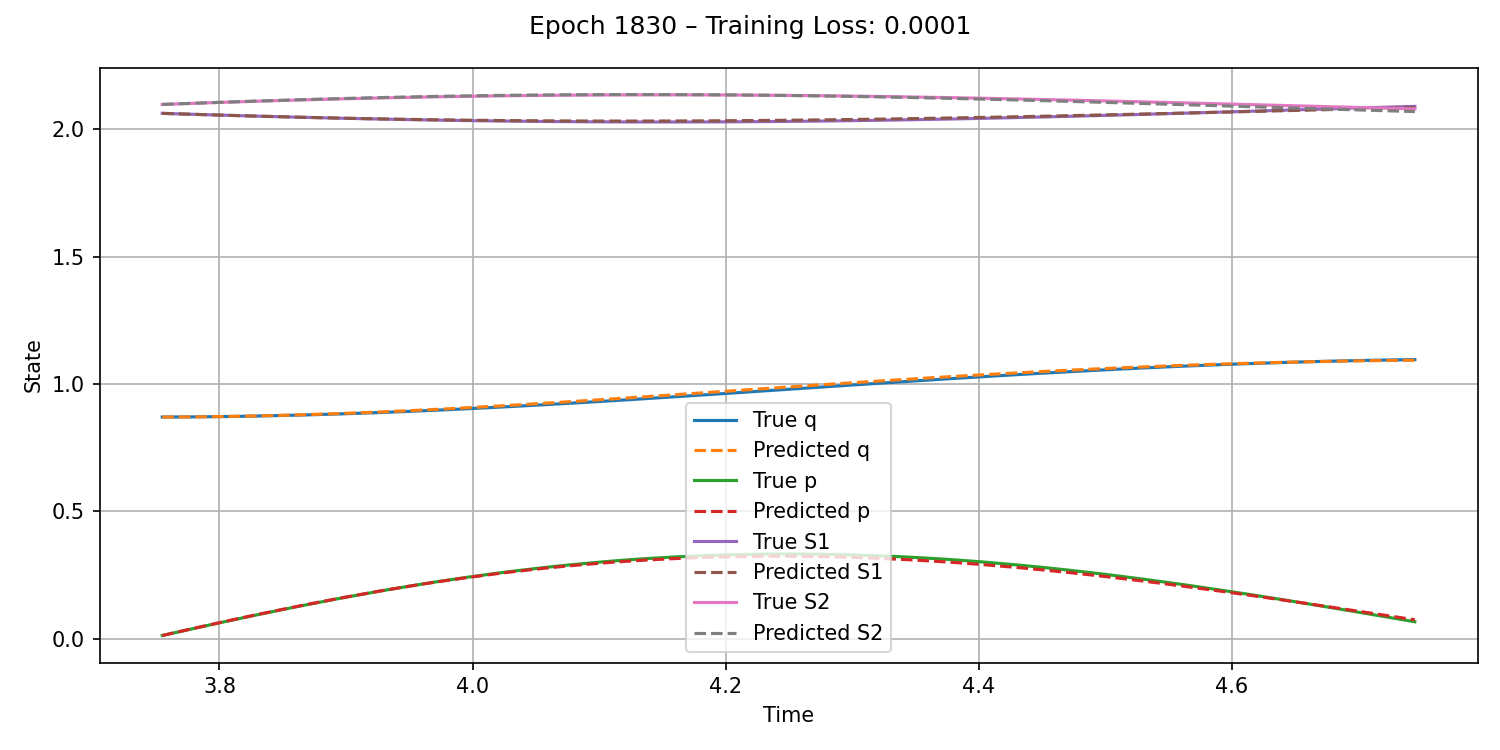 Epoch 1830 – Training Loss: 0.0001
State
2.0
1.5
1.0
0.5
0.0
True q
Predicted q
True p
Predicted p
True S1
Predicted S1
True S2
Predicted S2
3.8 4.0 4.2 4.4 4.6
Time